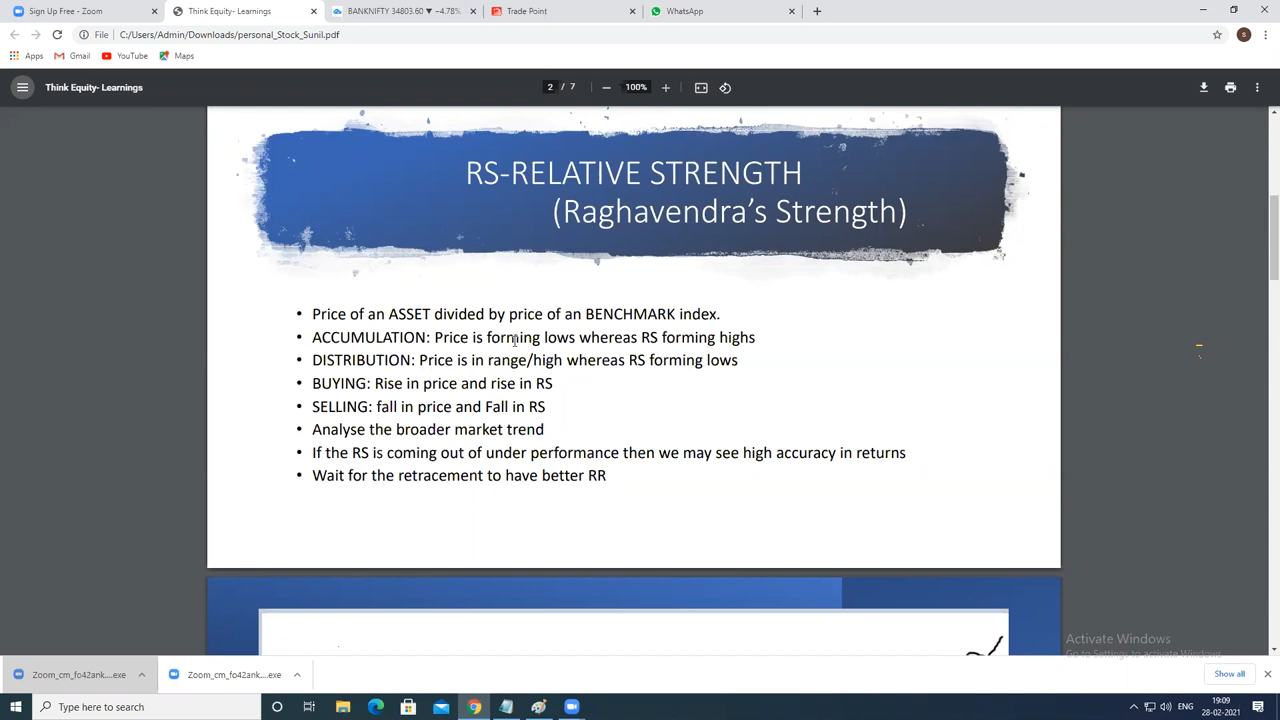 Sign Up Free - Zoom
Think Equity- Learnings
BANKNIFTY 34803.60 ▼ −4.78%
Trade Point
WhatsApp
File
C:/Users/Admin/Downloads/personal_Stock_Sunil.pdf
S
Apps
Gmail
YouTube
Maps
Think Equity- Learnings
2 / 7
100%
RS-RELATIVE STRENGTH
(Raghavendra's Strength)
• Price of an ASSET divided by price of an BENCHMARK index.
• ACCUMULATION: Price is forming lows whereas RS forming highs
• DISTRIBUTION: Price is in range/high whereas RS forming lows
• BUYING: Rise in price and rise in RS
• SELLING: fall in price and Fall in RS
• Analyse the broader market trend
• If the RS is coming out of under performance then we may see high accuracy in returns
• Wait for the retracement to have better RR
Activate Windows
Go to Settings to activate Windows.
Zoom_cm_fo42ank....exe
Zoom_cm_fo42ank....exe
Show all
Type here to search
ENG
19:09
28-02-2021